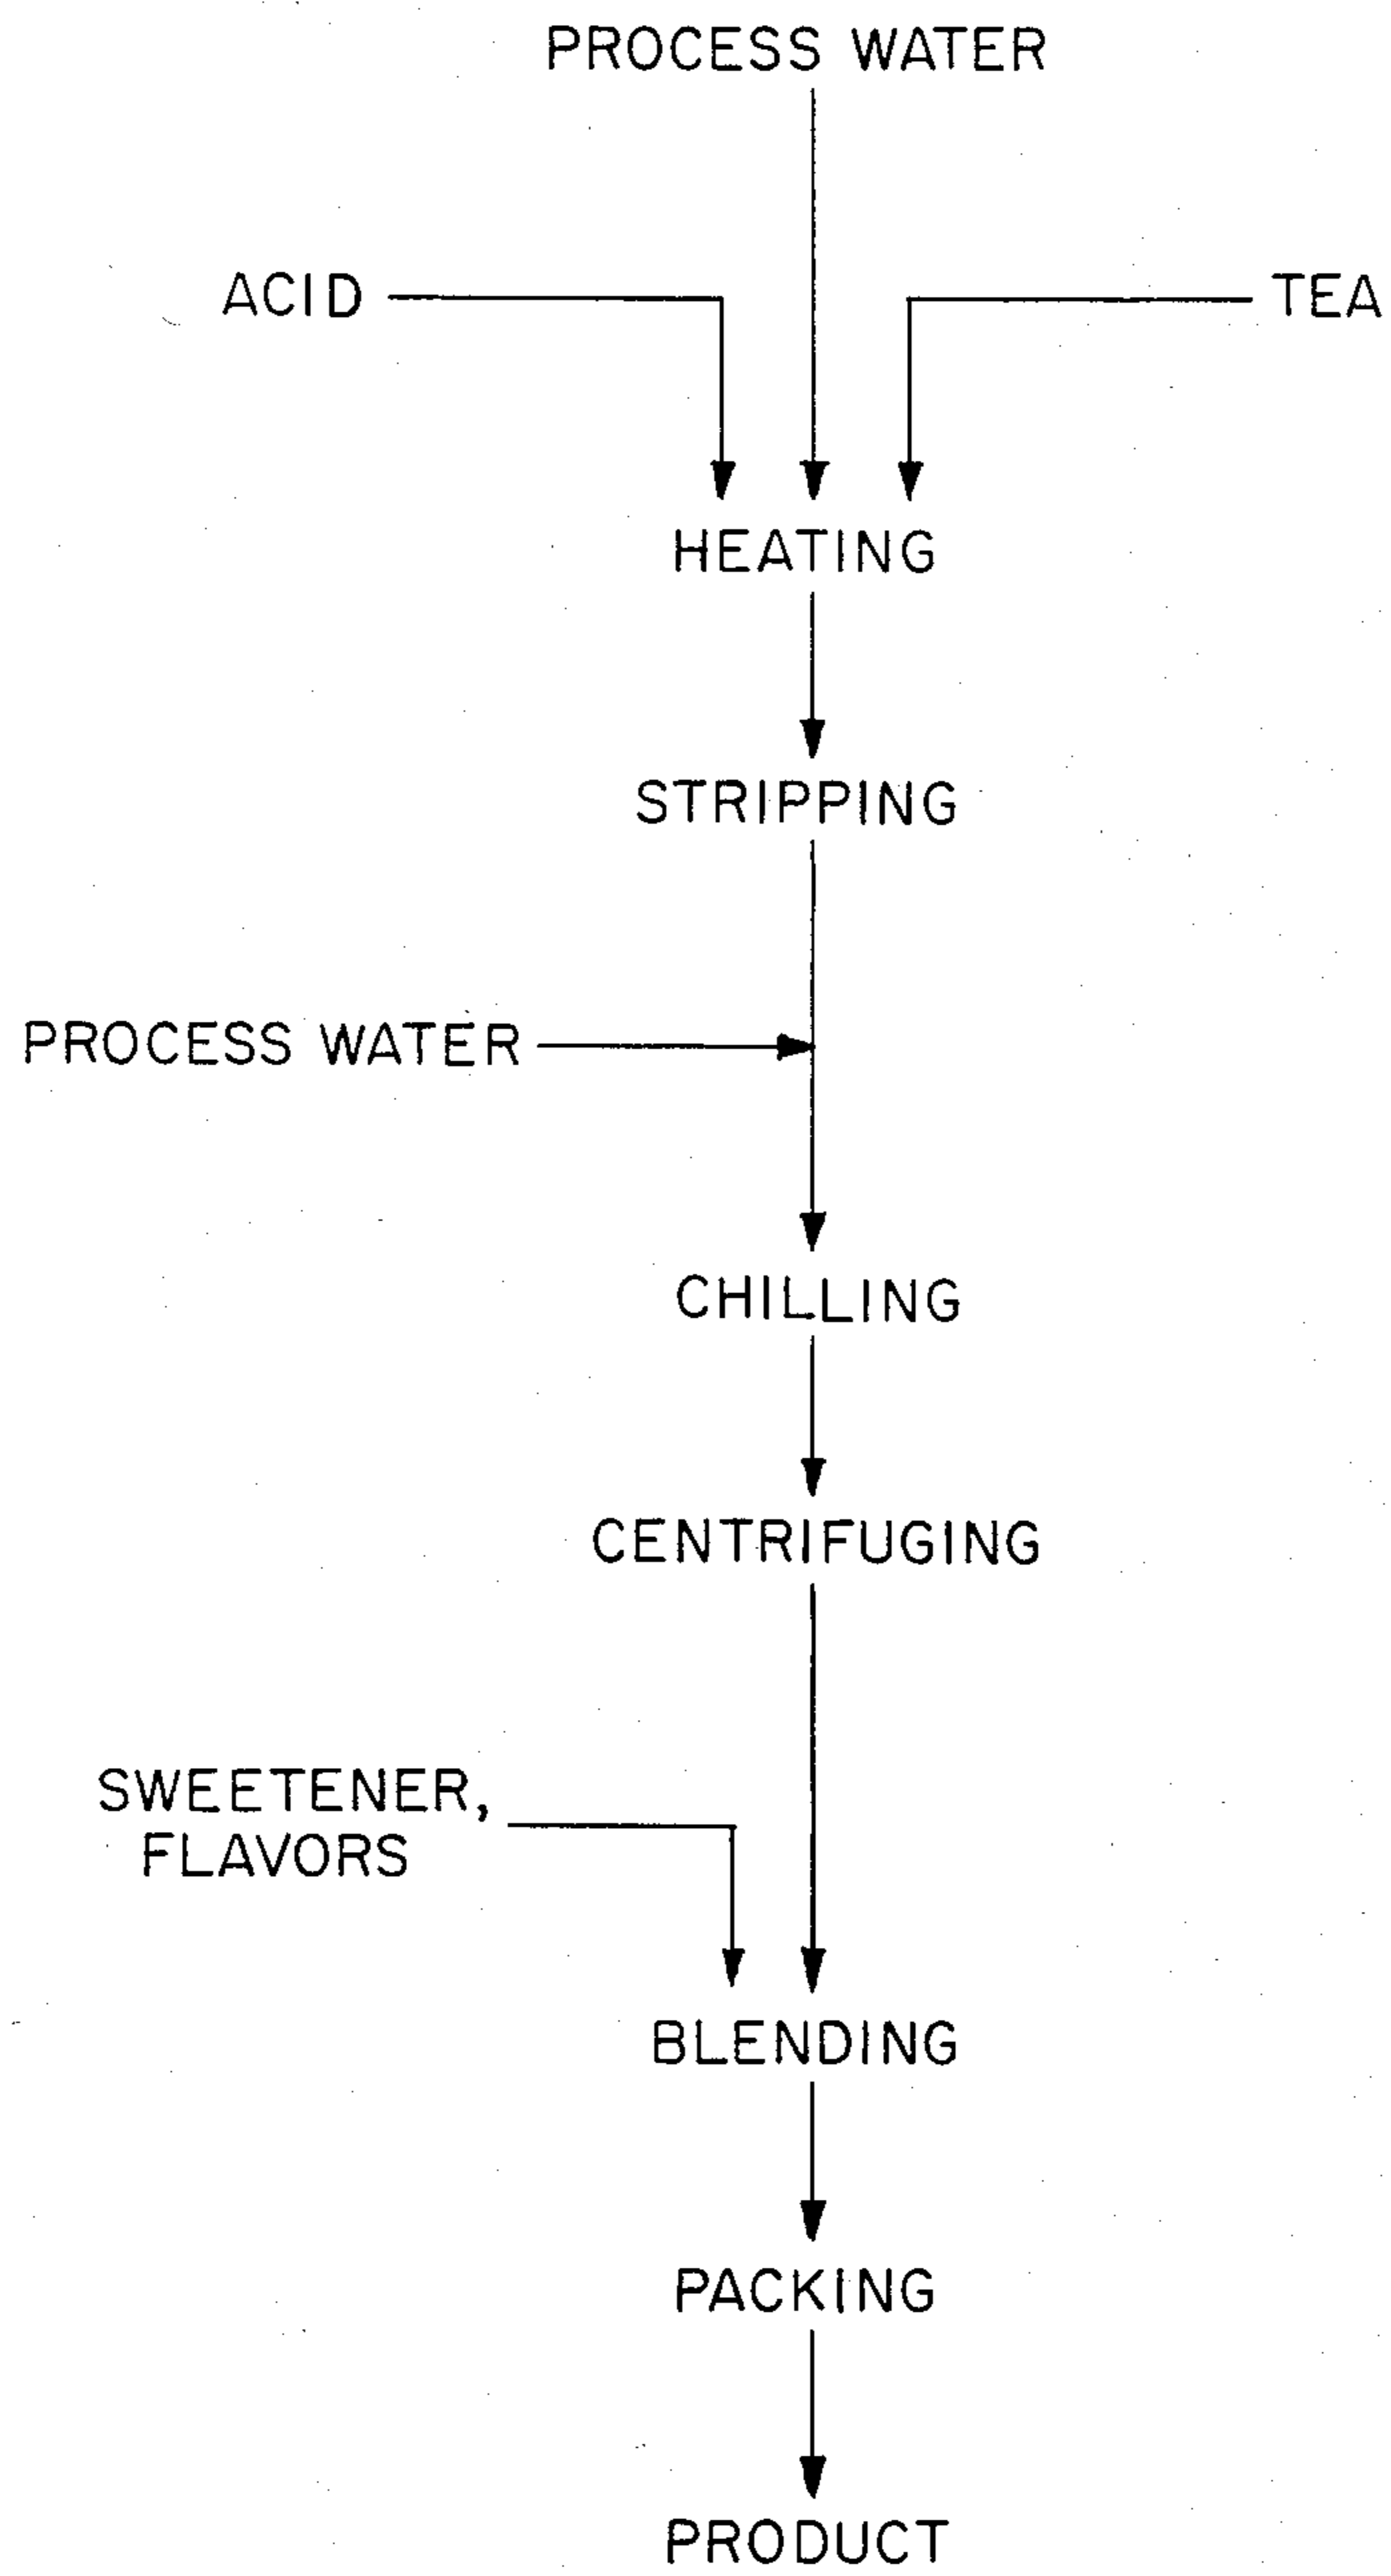 PROCESS WATER
ACID
TEA
HEATING
STRIPPING
PROCESS WATER
CHILLING
CENTRIFUGING
SWEETENER,
FLAVORS
BLENDING
PACKING
PRODUCT